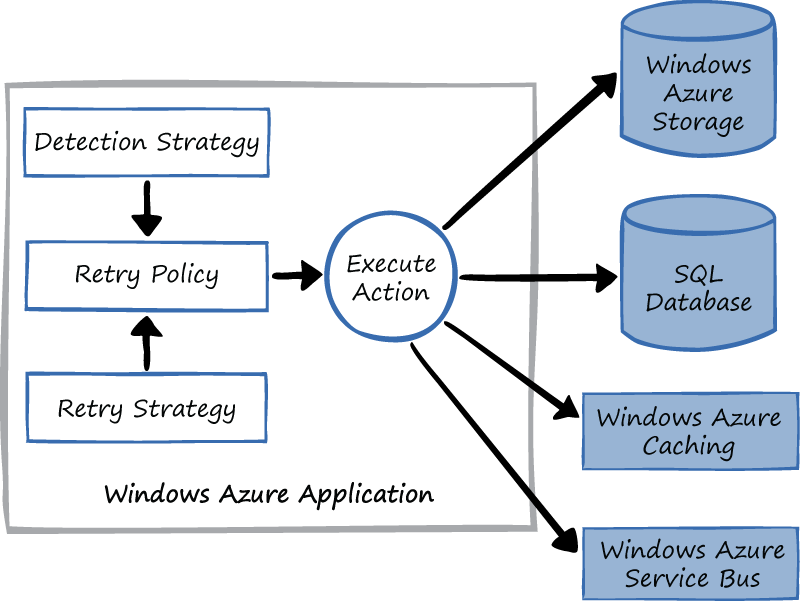 Detection Strategy
Retry Policy
Retry Strategy
Windows Azure Application
Execute
Action
Windows
Azure
Storage
SQL
Database
Windows Azure
Caching
Windows Azure
Service Bus